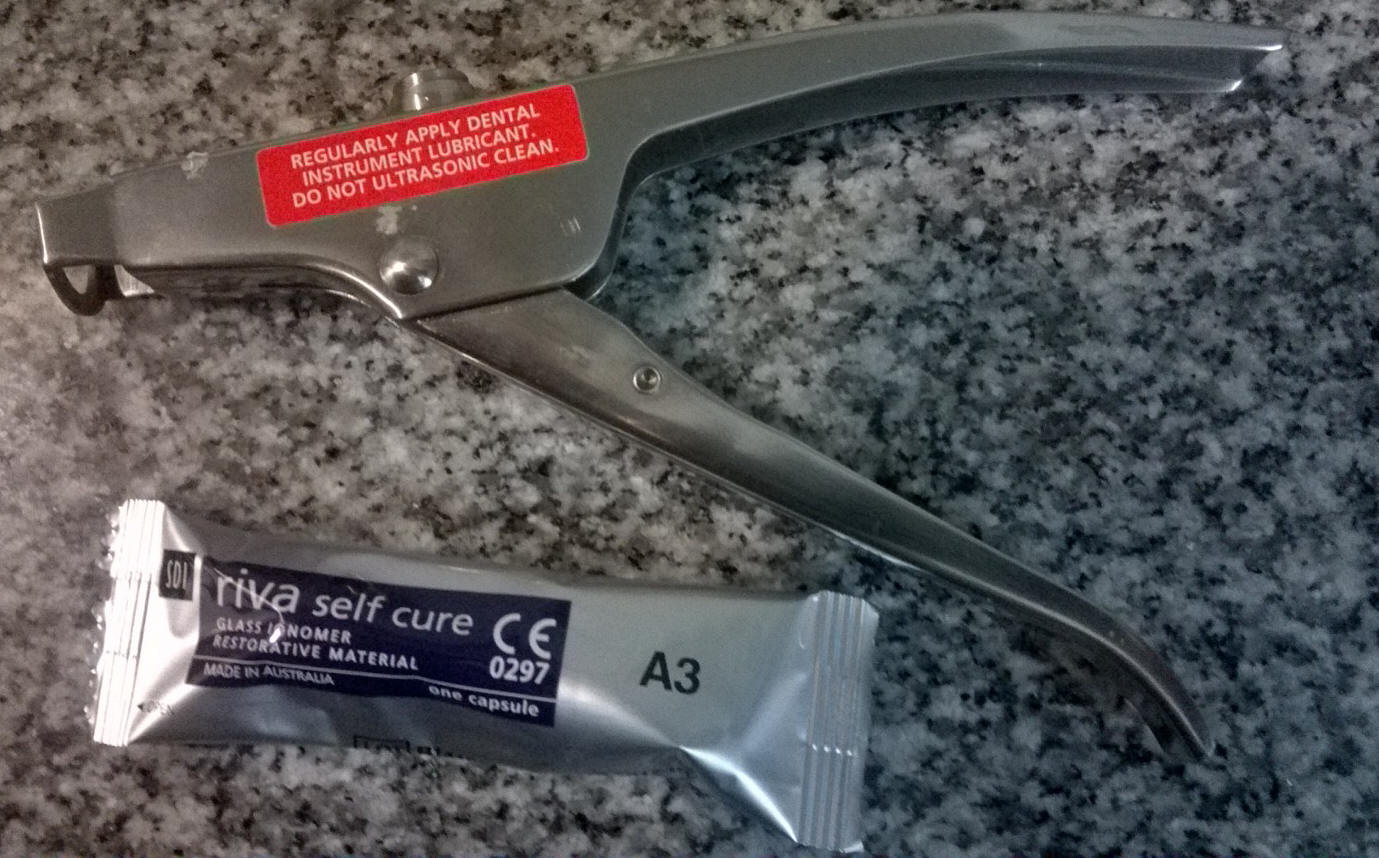 REGULARLY APPLY DENTAL
INSTRUMENT LUBRICANT.
DO NOT ULTRASONIC CLEAN.
SDI
riva self cure
GLASS IONOMER
RESTORATIVE MATERIAL
CE
0297
MADE IN AUSTRALIA
one capsule
A3
OPEN